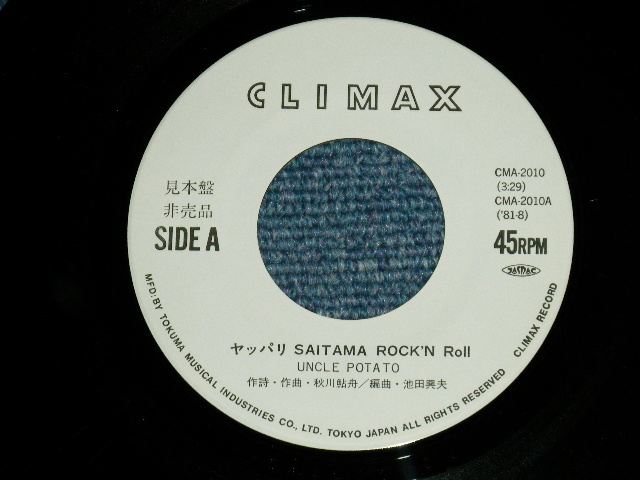 CLIMAX
見本盤
非売品
SIDE A
CMA-2010
(3:29)
CMA-2010A
('81·8)
45RPM
JASRAC
ヤッパリ SAITAMA ROCK'N Roll
UNCLE POTATO
作詩・作曲・秋川鮎舟／編曲・池田興夫
MFD: BY TOKUMA MUSICAL INDUSTRIES CO., LTD. TOKYO JAPAN ALL RIGHTS RESERVED CLIMAX RECORD